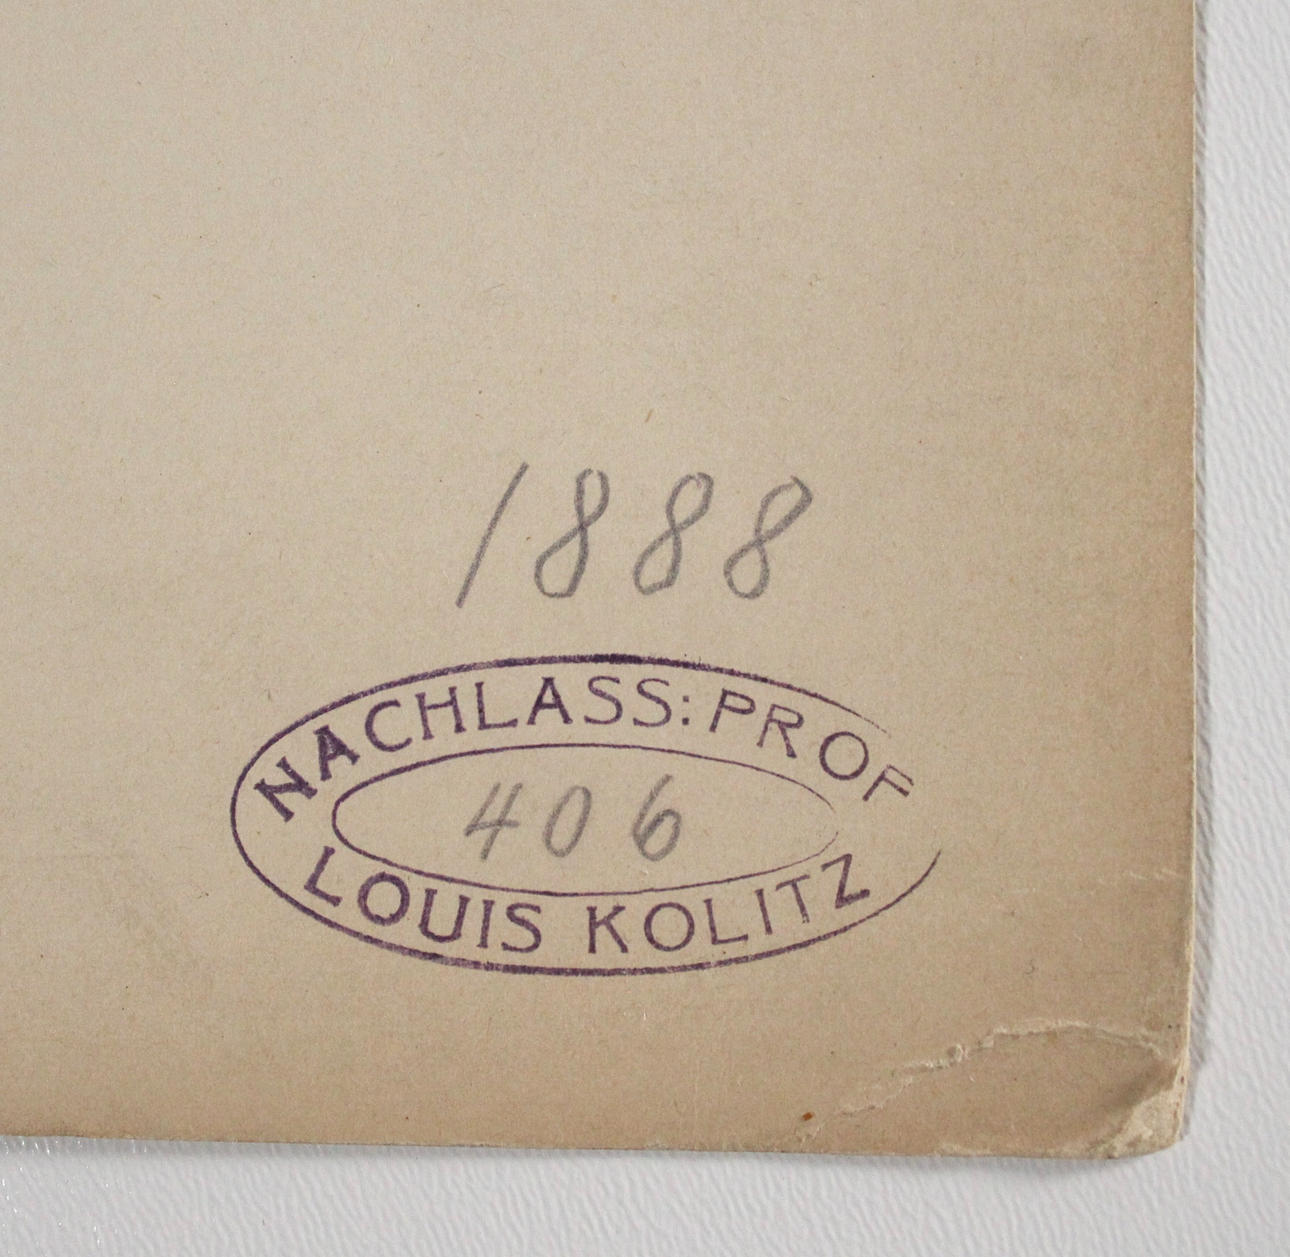 1888
NACHLASS: PROF
406
LOUIS KOLITZ